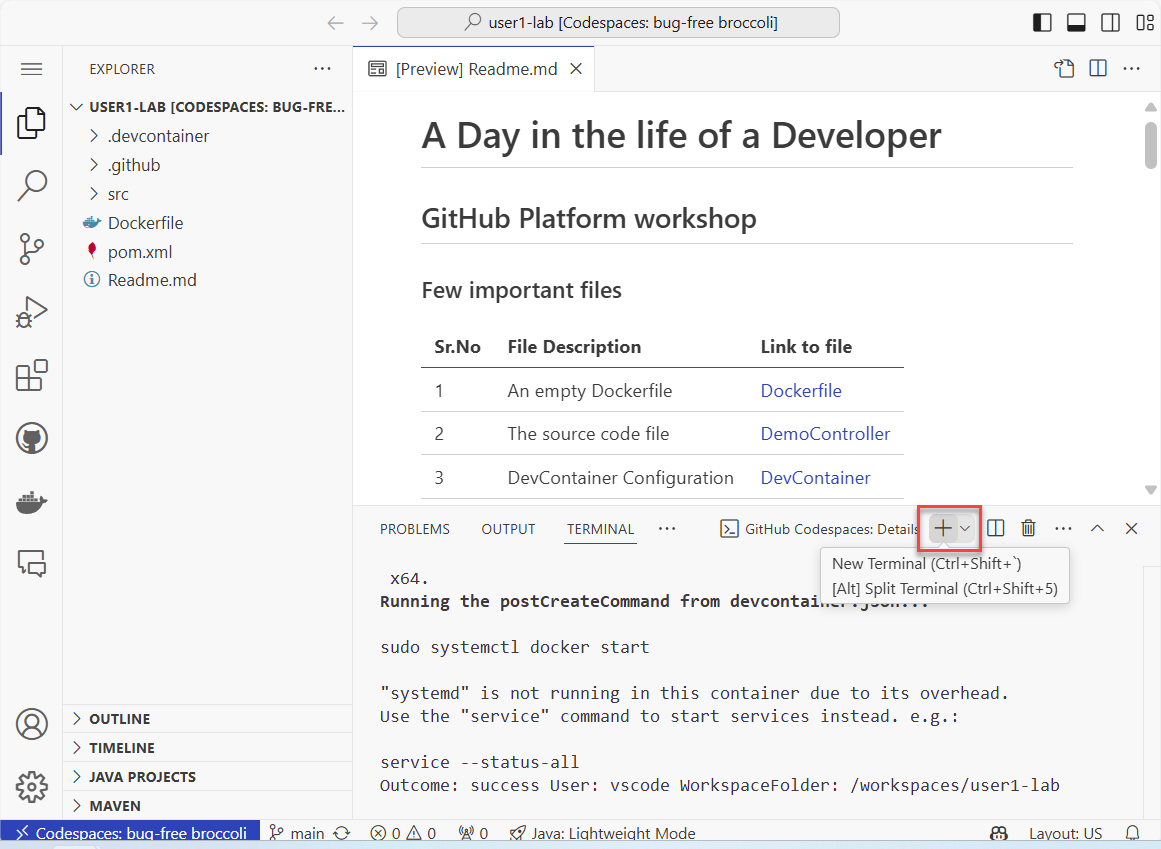 user1-lab [Codespaces: bug-free broccoli]
EXPLORER
USER1-LAB [CODESPACES: BUG-FRE...
.devcontainer
.github
src
Dockerfile
pom.xml
Readme.md
OUTLINE
TIMELINE
JAVA PROJECTS
MAVEN
[Preview] Readme.md
A Day in the life of a Developer
GitHub Platform workshop
Few important files
Sr.No File Description Link to file
1 An empty Dockerfile Dockerfile
2 The source code file DemoController
3 DevContainer Configuration DevContainer
PROBLEMS OUTPUT TERMINAL GitHub Codespaces: Details
New Terminal (Ctrl+Shift+`)
[Alt] Split Terminal (Ctrl+Shift+5)
x64.
Running the postCreateCommand from devcontainer.json...
sudo systemctl docker start
"systemd" is not running in this container due to its overhead.
Use the "service" command to start services instead. e.g.:
service --status-all
Outcome: success User: vscode WorkspaceFolder: /workspaces/user1-lab
Codespaces: bug-free broccoli main 0 0 0 Java: Lightweight Mode Layout: US